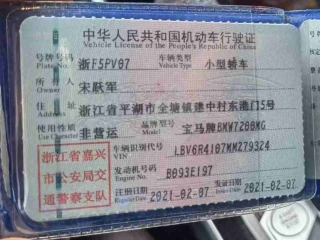 中华人民共和国机动车行驶证
Vehicle License of the People's Republic of China
号牌号码 浙F5PV07 车辆类型 小型轿车
Plate No. Vehicle Type
所有人 宋跃军
Owner
住址 浙江省平湖市全塘镇建中村东港门5号
Address
使用性质 非营运 品牌型号 宝马牌BMW7200MG
Use Character Model
浙江省嘉兴
市公安局交
通警察支队
车辆识别代号 LBV6R4107MM279324
VIN
发动机号码 B093E197
Engine No.
注册日期 2021-02-07 发证日期 2021-02-07
Register Date Issue Date